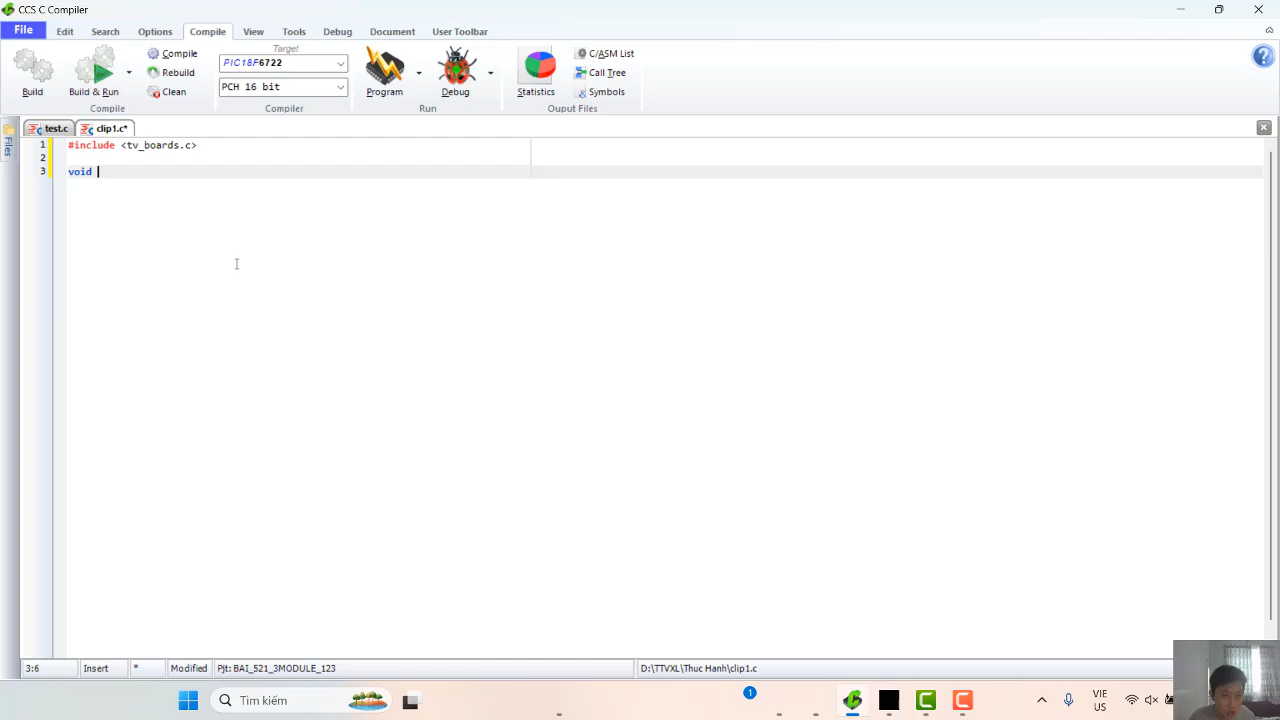 CCS C Compiler
File Edit Search Options Compile View Tools Debug Document User Toolbar
Build
Build & Run
Compile
Rebuild
Clean
Compile
Target
PIC18F6722
PCH 16 bit
Compiler
Program
Debug
Run
Statistics
C/ASM List
Call Tree
Symbols
Ouput Files
Files
test.c clip1.c*
1 #include <tv_boards.c>
2
3 void
3:6 Insert * Modified Pjt: BAI_521_3MODULE_123 D:\TTVXL\Thuc Hanh\clip1.c
Tìm kiếm
1
VIE
US